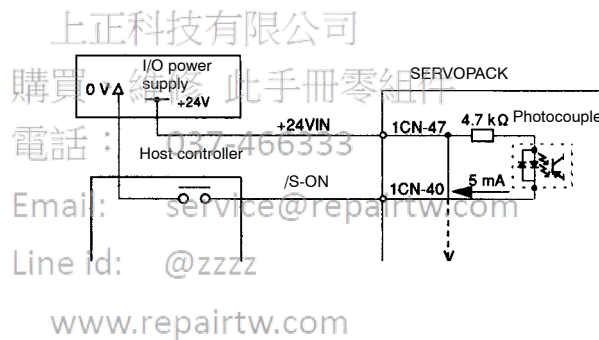 上正科技有限公司
I/O power
supply
0 V
+24V
SERVOPACK
購買、維修 此手冊零組件
+24VIN
1CN-47
4.7 kΩ
Photocouple
電話： 037-466333
Host controller
/S-ON
1CN-40
5 mA
Email: service@repairtw.com
Line id: @zzzz
www.repairtw.com